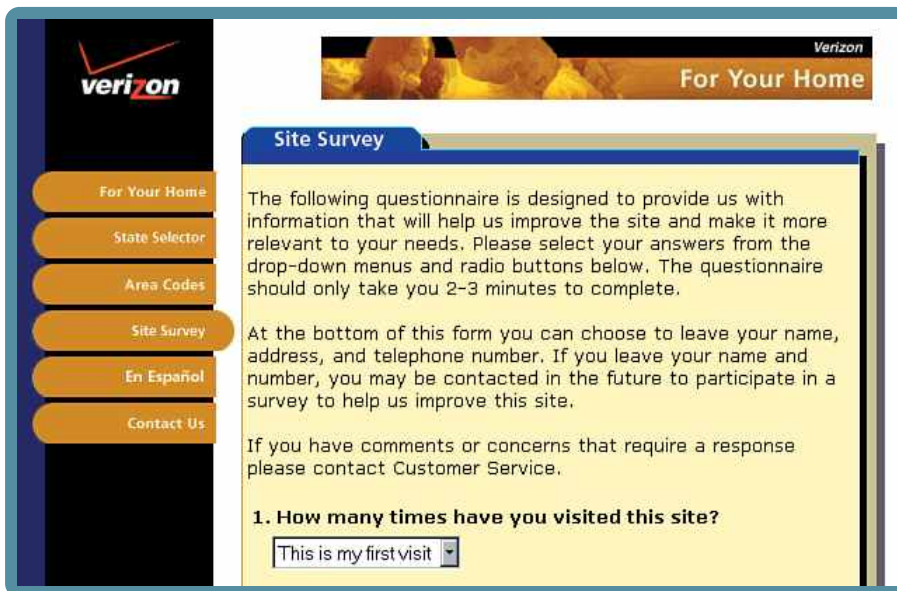 verizon
Verizon
For Your Home
Site Survey
For Your Home
State Selector
Area Codes
Site Survey
En Español
Contact Us
The following questionnaire is designed to provide us with
information that will help us improve the site and make it more
relevant to your needs. Please select your answers from the
drop-down menus and radio buttons below. The questionnaire
should only take you 2-3 minutes to complete.
At the bottom of this form you can choose to leave your name,
address, and telephone number. If you leave your name and
number, you may be contacted in the future to participate in a
survey to help us improve this site.
If you have comments or concerns that require a response
please contact Customer Service.
1. How many times have you visited this site?
This is my first visit